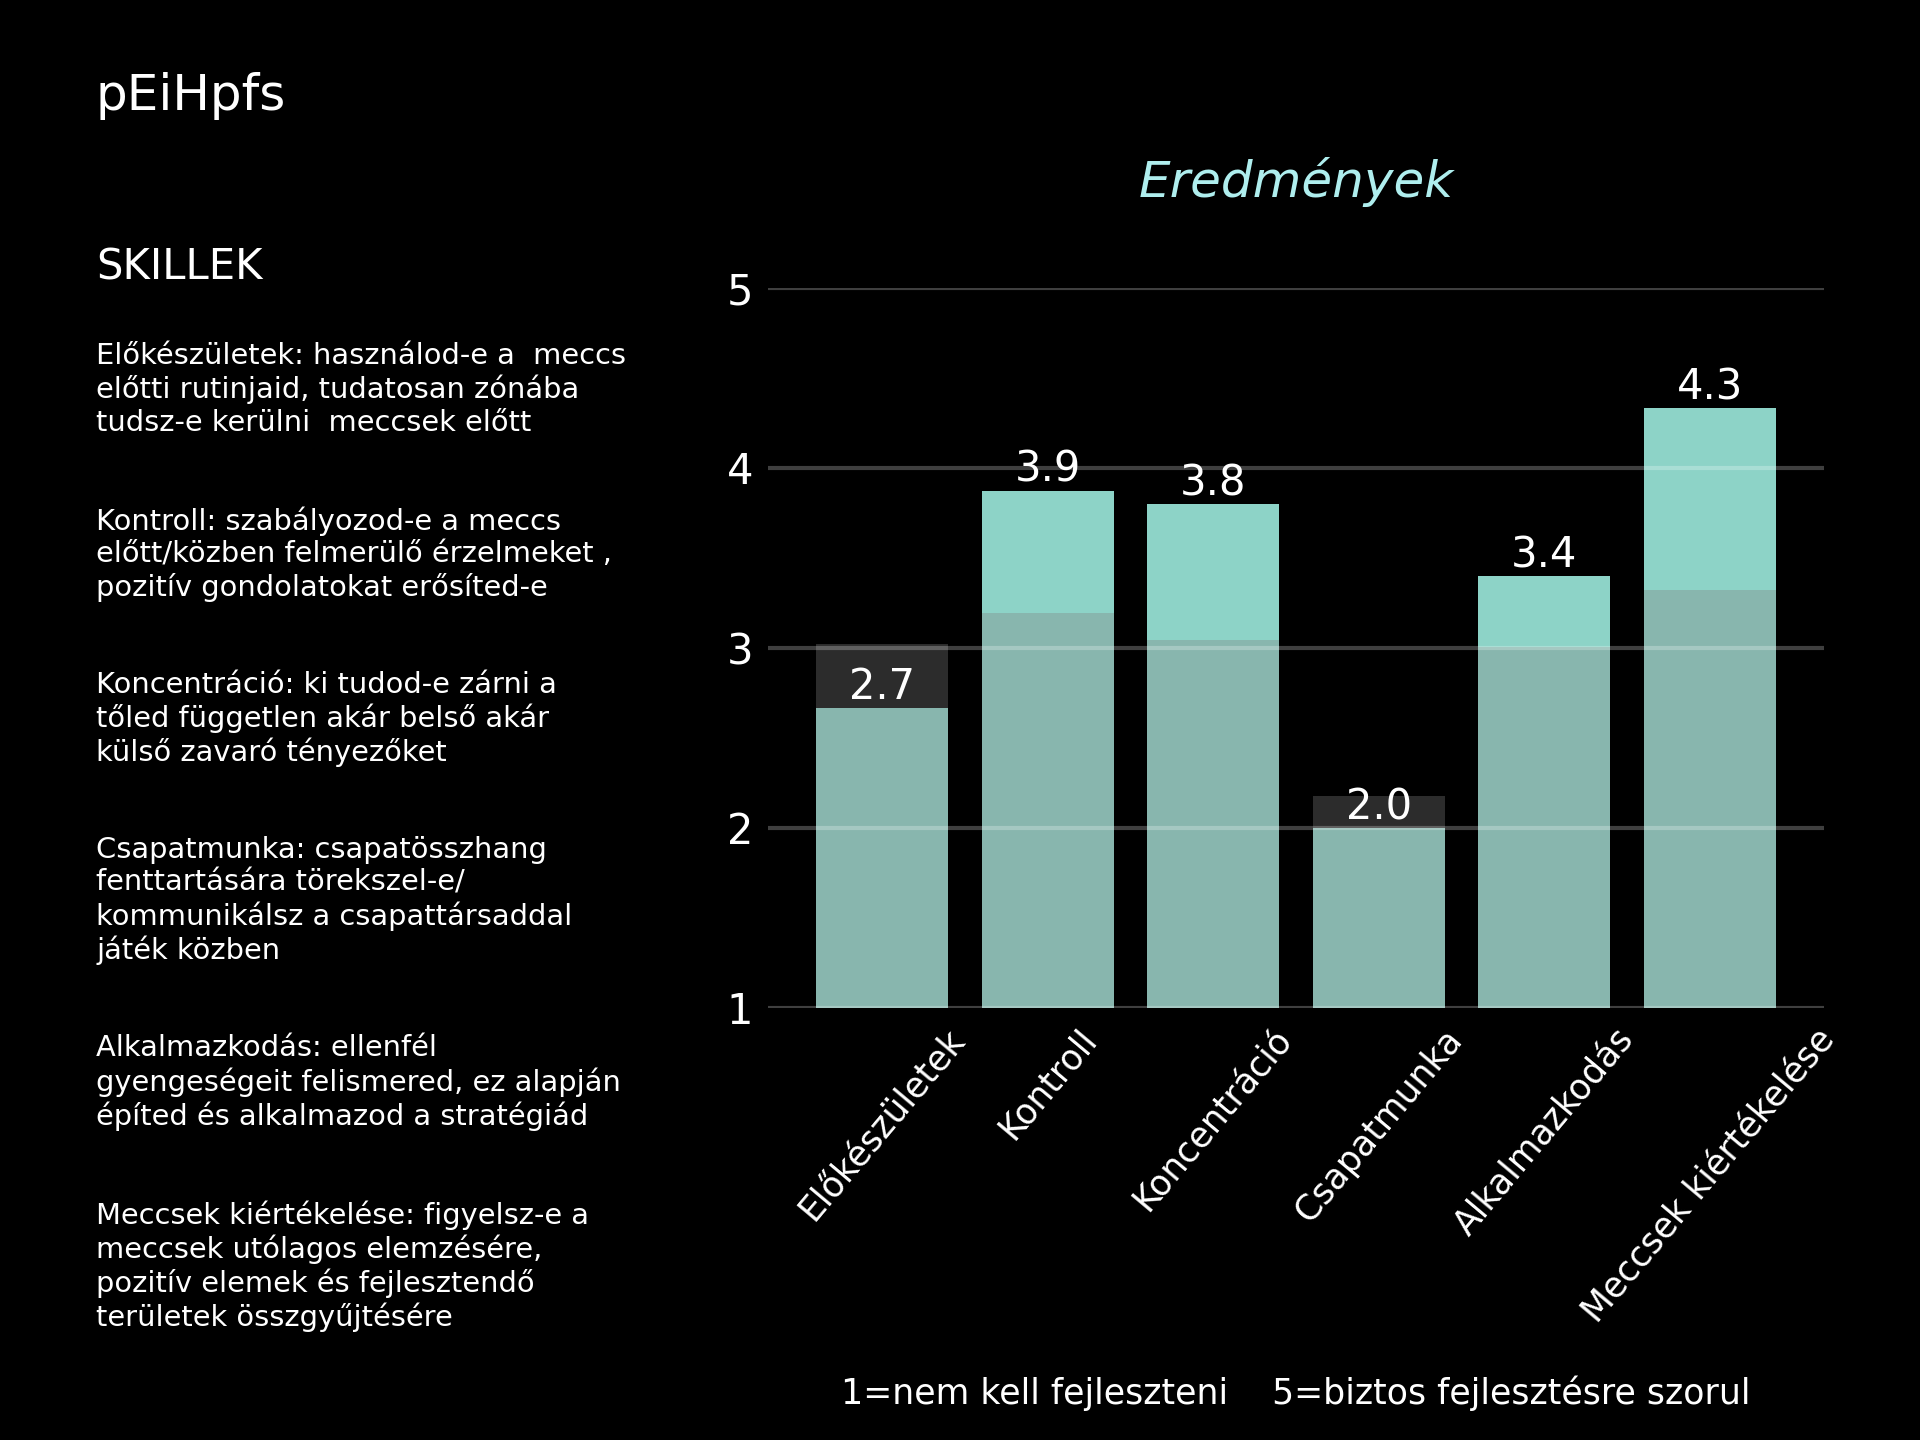 pEiHpfs
SKILLEK
Előkészületek: használod-e a  meccs
előtti rutinjaid, tudatosan zónába
tudsz-e kerülni  meccsek előtt
Kontroll: szabályozod-e a meccs
előtt/közben felmerülő érzelmeket ,
pozitív gondolatokat erősíted-e
Koncentráció: ki tudod-e zárni a
tőled független akár belső akár
külső zavaró tényezőket
Csapatmunka: csapatösszhang
fenttartására törekszel-e/
kommunikálsz a csapattársaddal
játék közben
Alkalmazkodás: ellenfél
gyengeségeit felismered, ez alapján
építed és alkalmazod a stratégiád
Meccsek kiértékelése: figyelsz-e a
meccsek utólagos elemzésére,
pozitív elemek és fejlesztendő
területek összgyűjtésére
Eredmények
5
4
3
2
1
2.7
3.9
3.8
2.0
3.4
4.3
Előkészületek
Kontroll
Koncentráció
Csapatmunka
Alkalmazkodás
Meccsek kiértékelése
1=nem kell fejleszteni    5=biztos fejlesztésre szorul